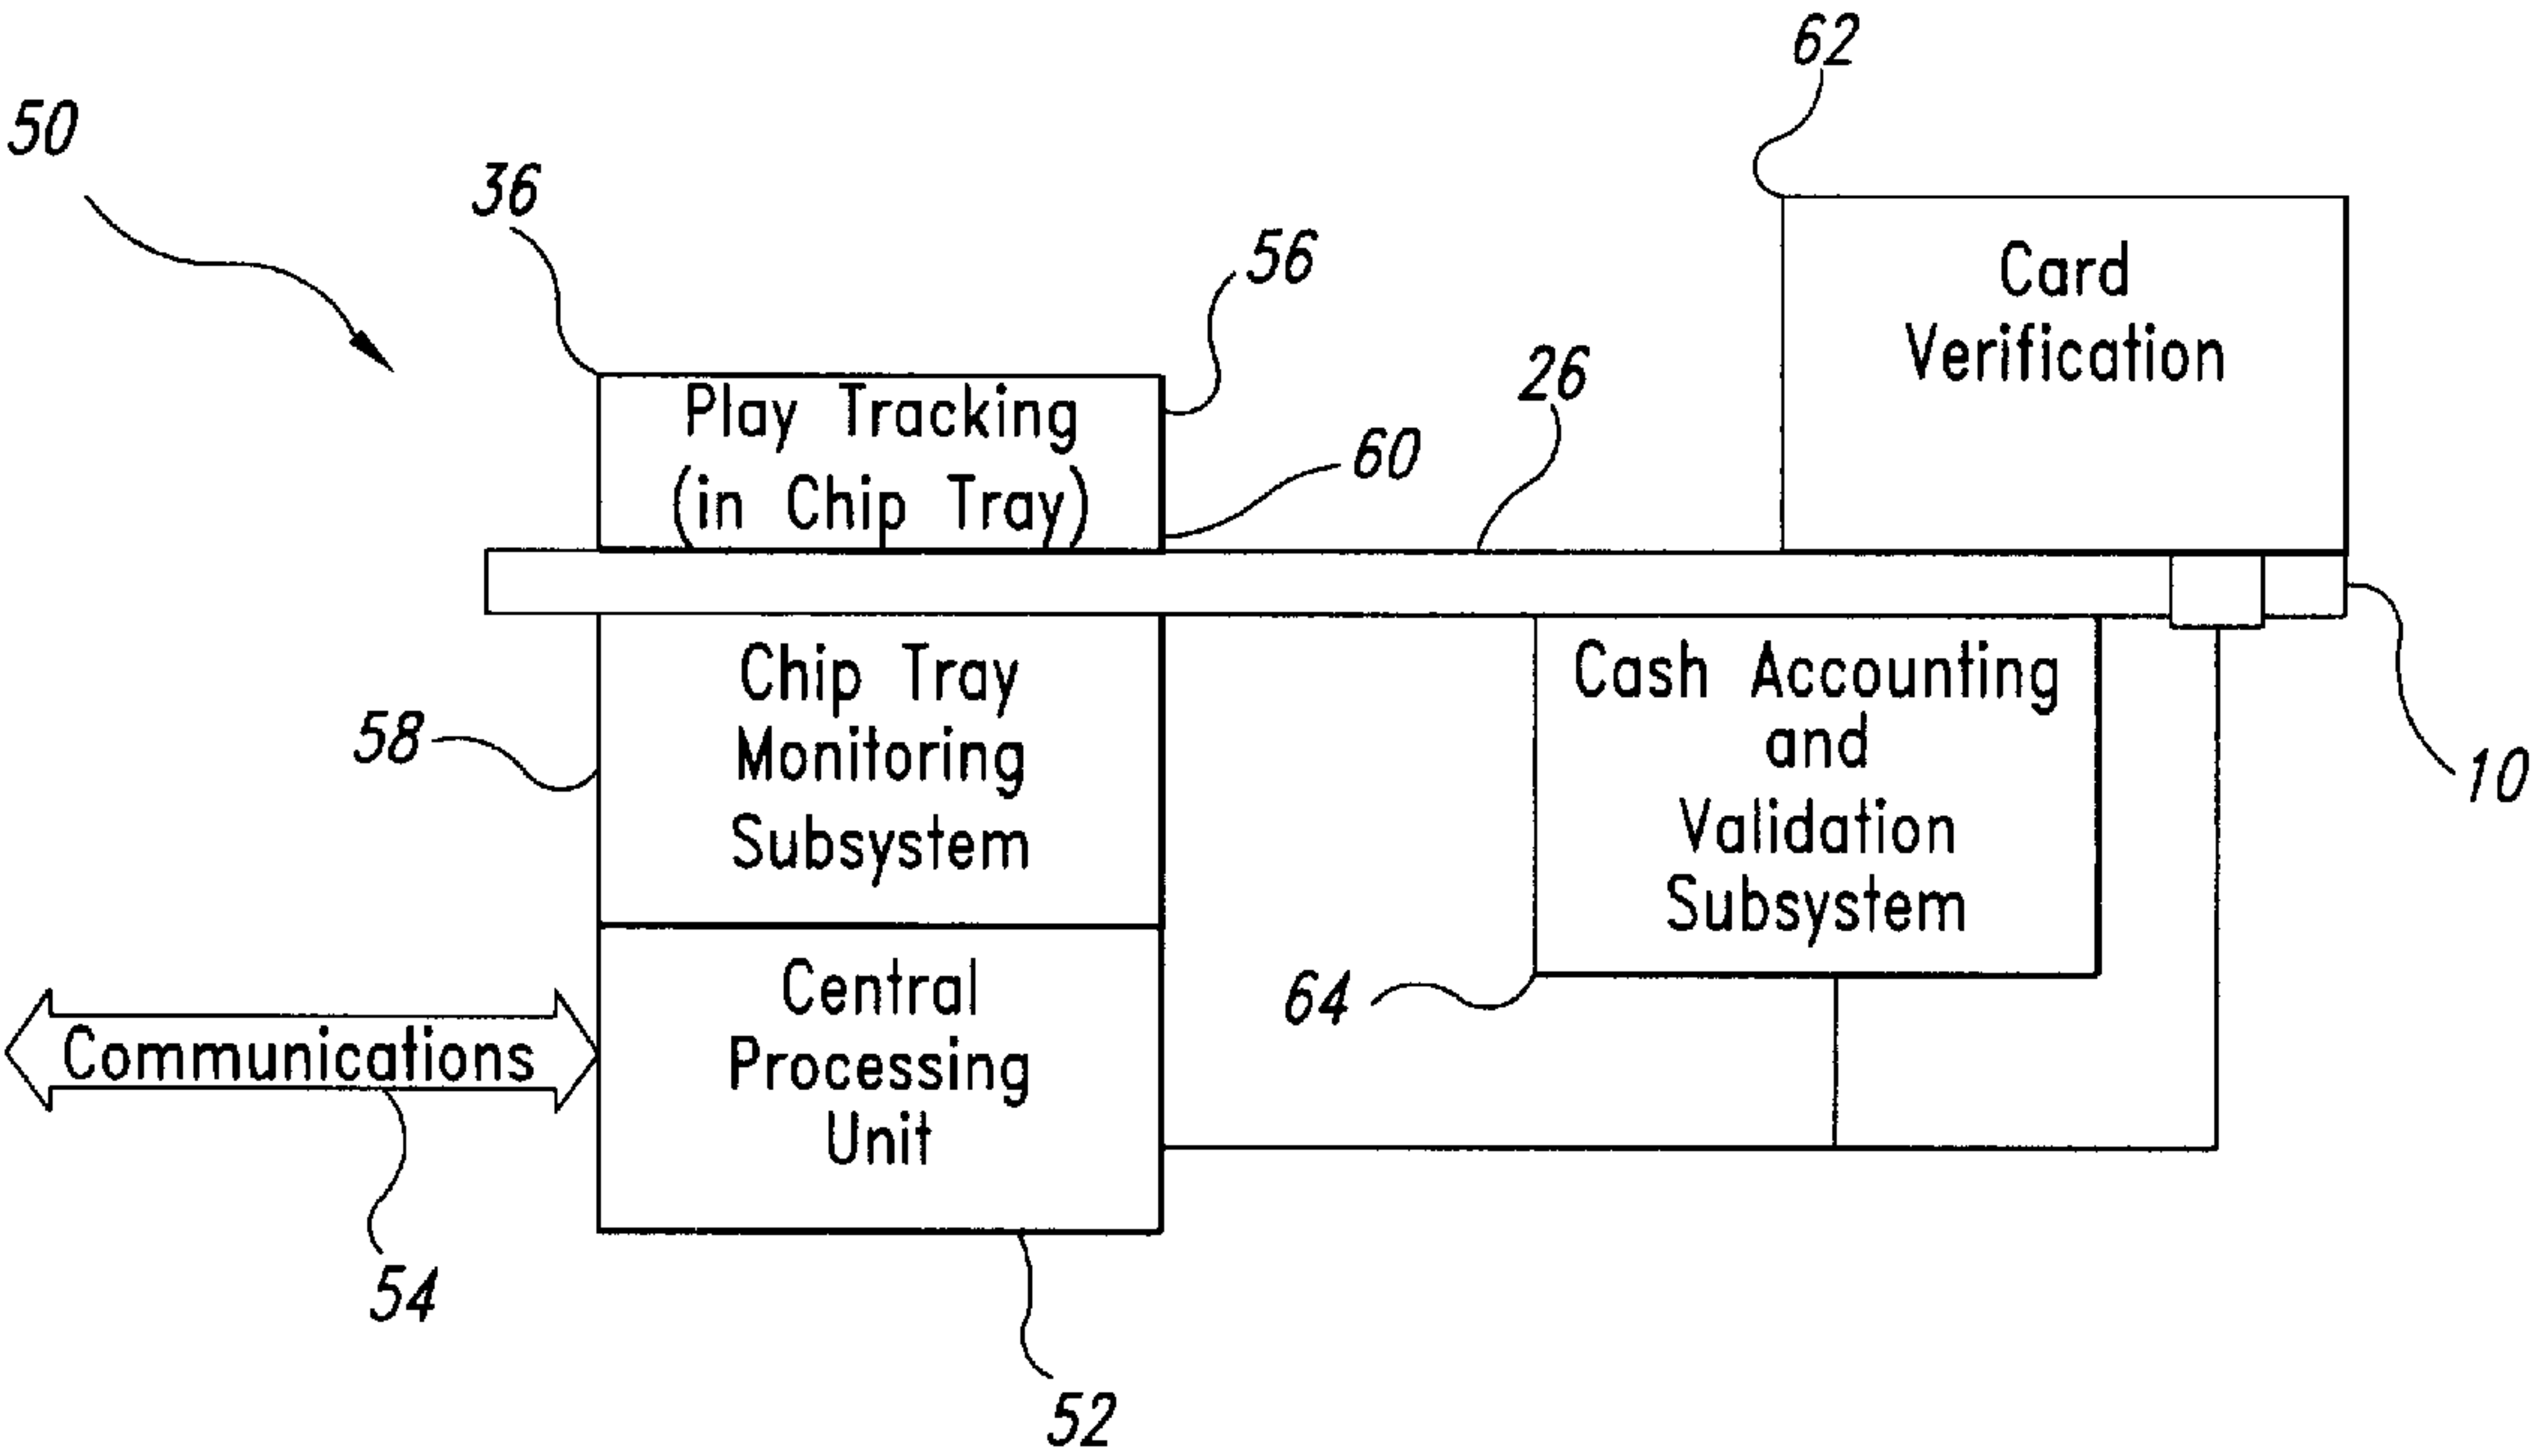 62
50
36
56
Card
Verification
26
Play Tracking
(in Chip Tray)
60
Chip Tray
Monitoring
Subsystem
58
Cash Accounting
and
Validation
Subsystem
10
64
Central
Processing
Unit
Communications
54
52